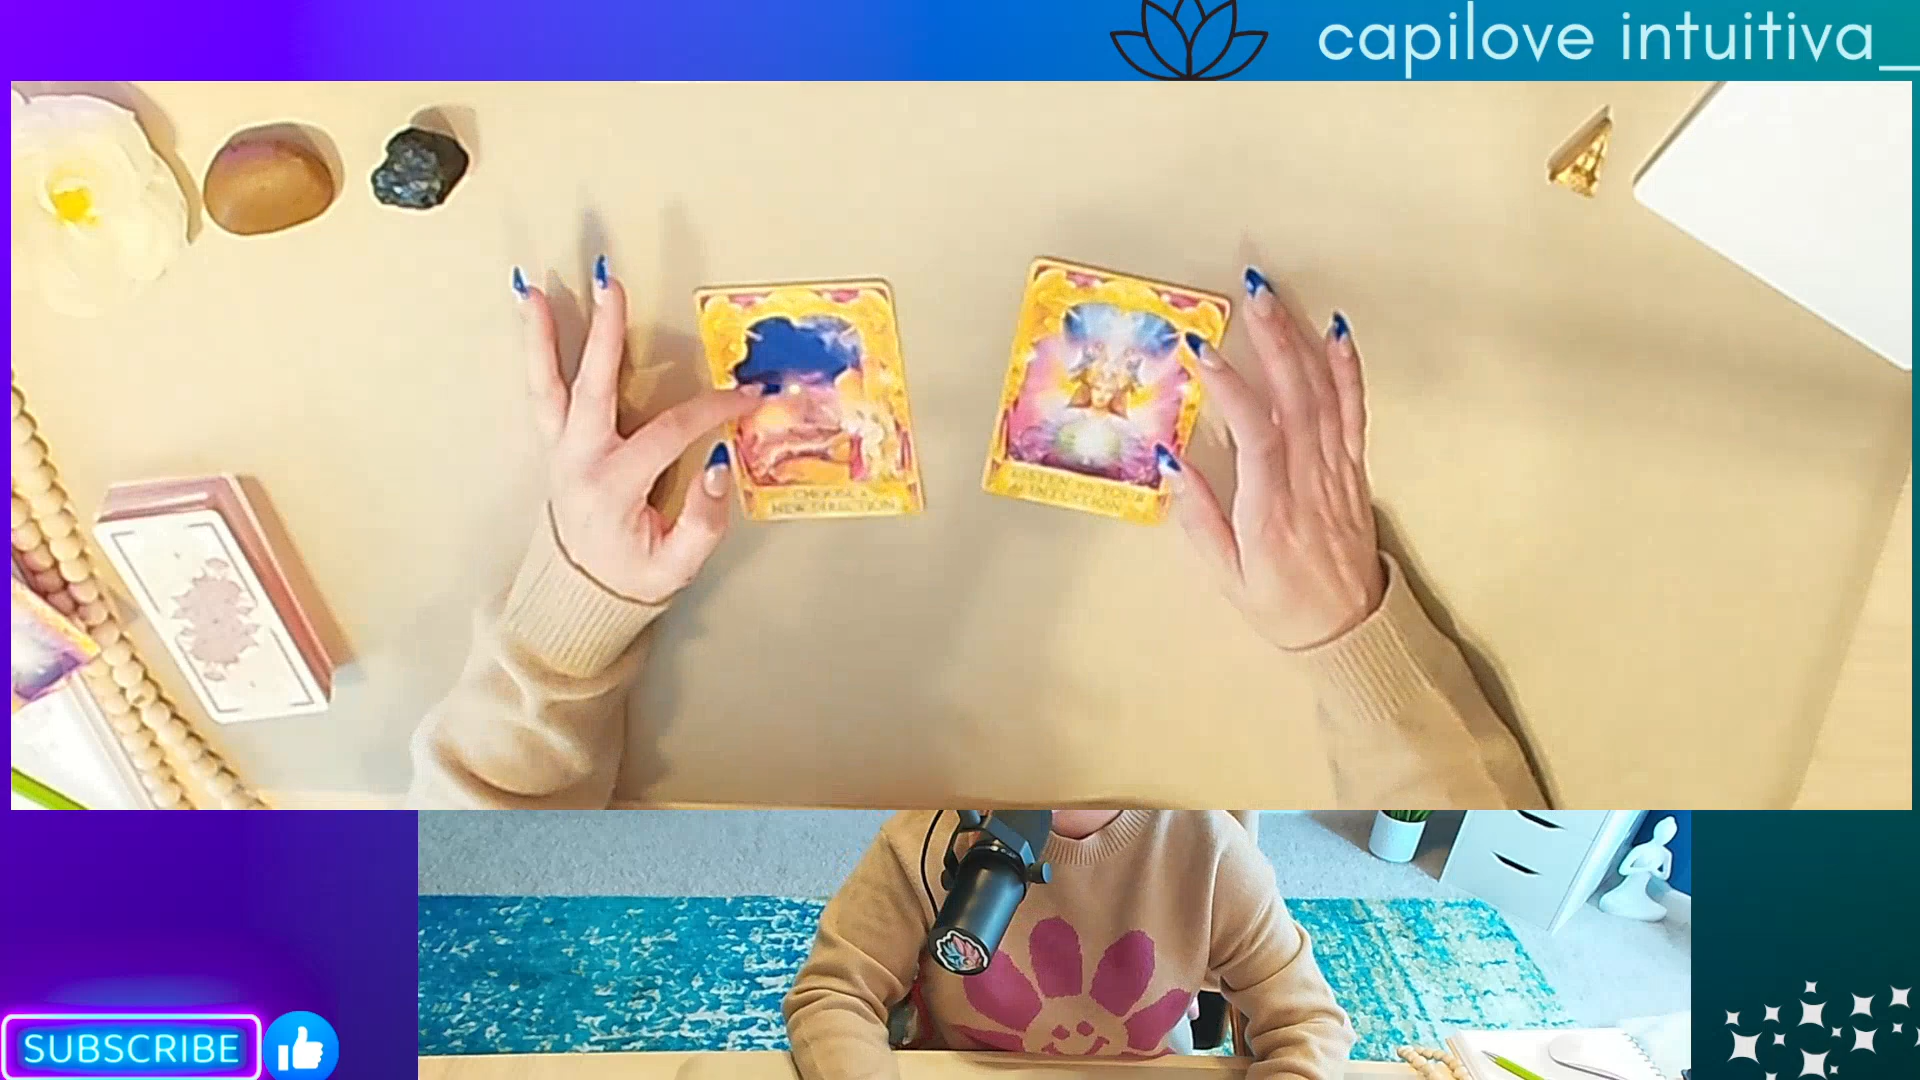 capilove intuitiva_
CHOOSE A
NEW DIRECTION
LISTEN TO YOUR
INTUITION
SUBSCRIBE